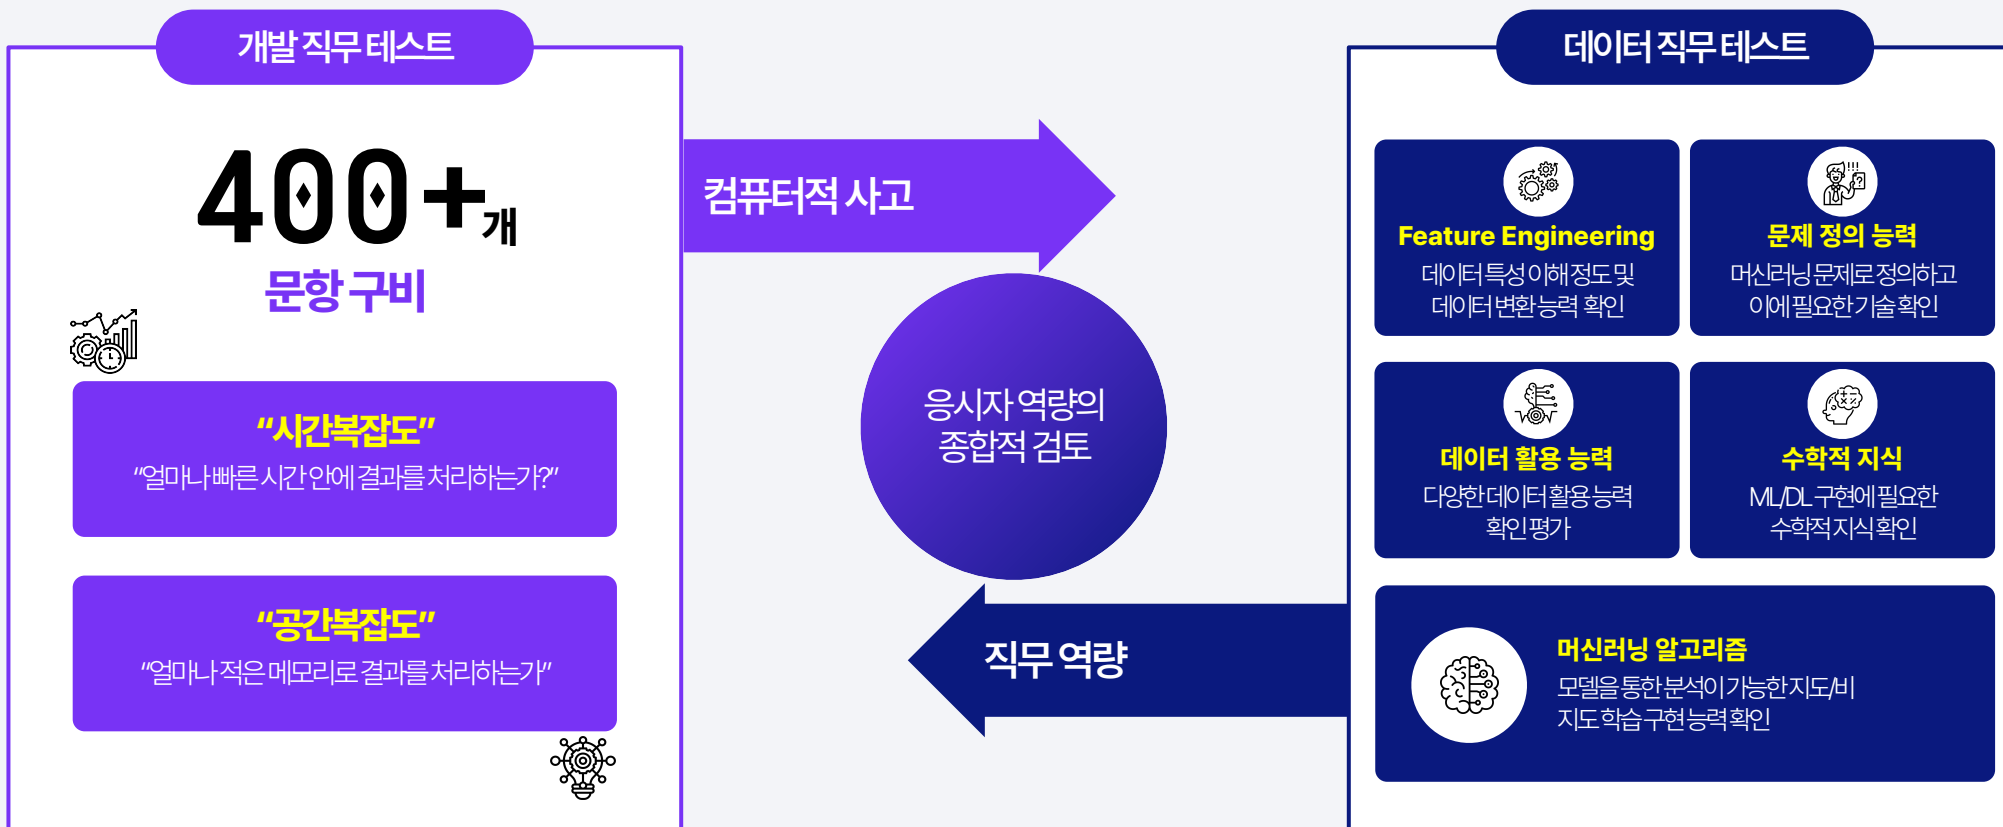 개발 직무 테스트
400+개
문항 구비
“시간복잡도”
“얼마나 빠른 시간 안에 결과를 처리하는가?”
“공간복잡도”
“얼마나 적은 메모리로 결과를 처리하는가”
컴퓨터적 사고
응시자 역량의
종합적 검토
직무 역량
데이터 직무 테스트
Feature Engineering
데이터 특성 이해 정도 및
데이터 변환 능력 확인
문제 정의 능력
머신러닝 문제로 정의하고
이에 필요한 기술 확인
데이터 활용 능력
다양한 데이터 활용 능력
확인 평가
수학적 지식
ML/DL 구현에 필요한
수학적 지식 확인
머신러닝 알고리즘
모델을 통한 분석이 가능한 지도/비
지도 학습 구현 능력 확인